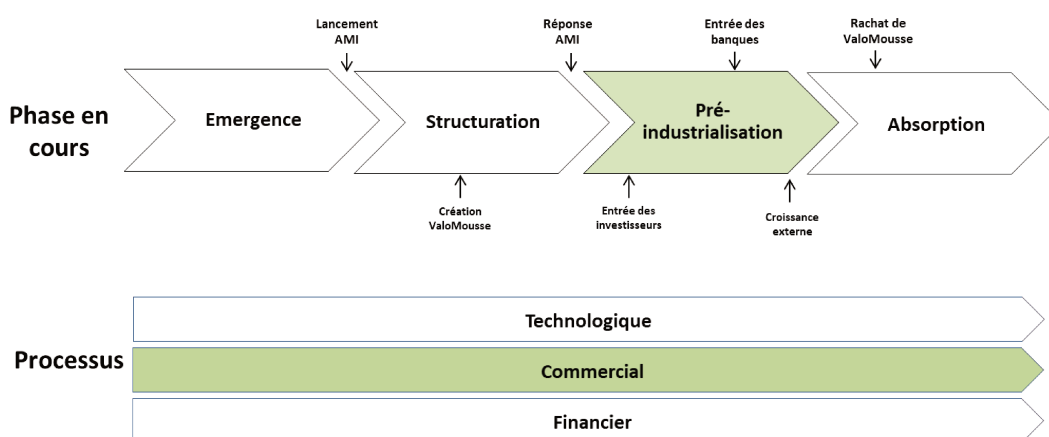 Lancement
AMI
Réponse
AMI
Entrée des
banques
Rachat de
ValoMousse
Phase en
cours
Emergence
Structuration
Pré-
industrialisation
Absorption
Création
ValoMousse
Entrée des
investisseurs
Croissance
externe
Processus
Technologique
Commercial
Financier